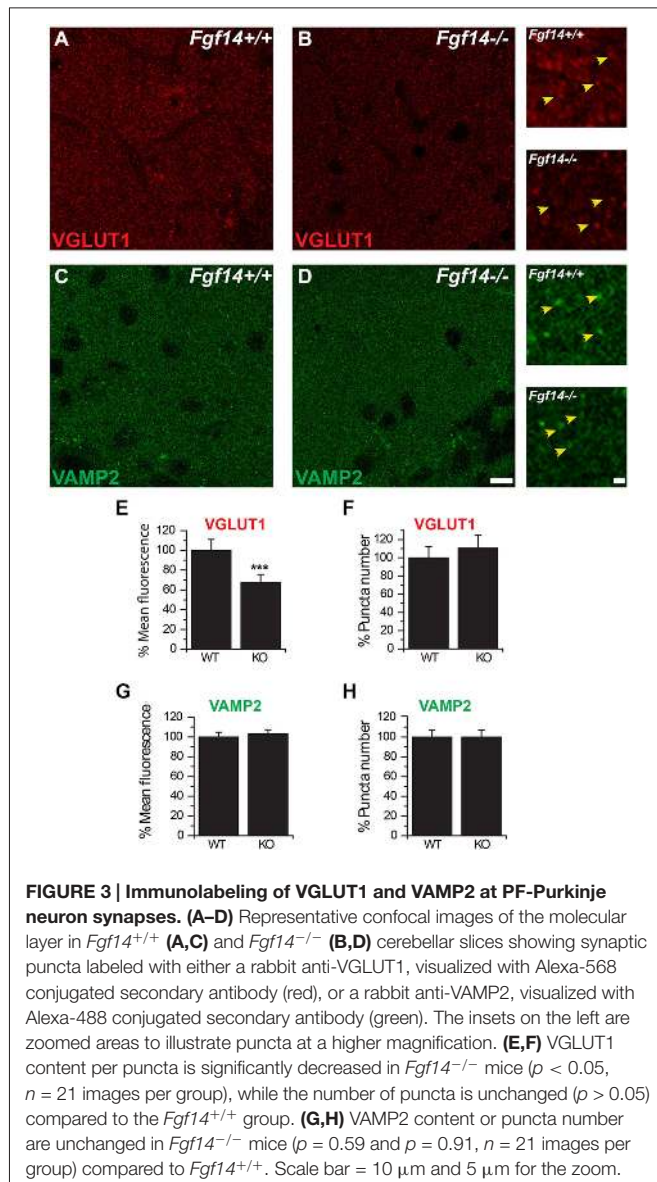 A Fgf14+/+
B Fgf14-/-
Fgf14+/+
Fgf14-/-
VGLUT1
VGLUT1
C Fgf14+/+
D Fgf14-/-
Fgf14+/+
Fgf14-/-
VAMP2
VAMP2
E
VGLUT1
% Mean fluorescence
120
100
80
60
40
20
0
***
WT KO
F
VGLUT1
% Puncta number
120
100
80
60
40
20
0
WT KO
G
VAMP2
% Mean fluorescence
120
100
80
60
40
20
0
WT KO
H
VAMP2
% Puncta number
120
100
80
60
40
20
0
WT KO
FIGURE 3 | Immunolabeling of VGLUT1 and VAMP2 at PF-Purkinje
neuron synapses. (A–D) Representative confocal images of the molecular
layer in Fgf14+/+ (A,C) and Fgf14−/− (B,D) cerebellar slices showing synaptic
puncta labeled with either a rabbit anti-VGLUT1, visualized with Alexa-568
conjugated secondary antibody (red), or a rabbit anti-VAMP2, visualized with
Alexa-488 conjugated secondary antibody (green). The insets on the left are
zoomed areas to illustrate puncta at a higher magnification. (E,F) VGLUT1
content per puncta is significantly decreased in Fgf14−/− mice (p < 0.05,
n = 21 images per group), while the number of puncta is unchanged (p > 0.05)
compared to the Fgf14+/+ group. (G,H) VAMP2 content or puncta number
are unchanged in Fgf14−/− mice (p = 0.59 and p = 0.91, n = 21 images per
group) compared to Fgf14+/+. Scale bar = 10 μm and 5 μm for the zoom.